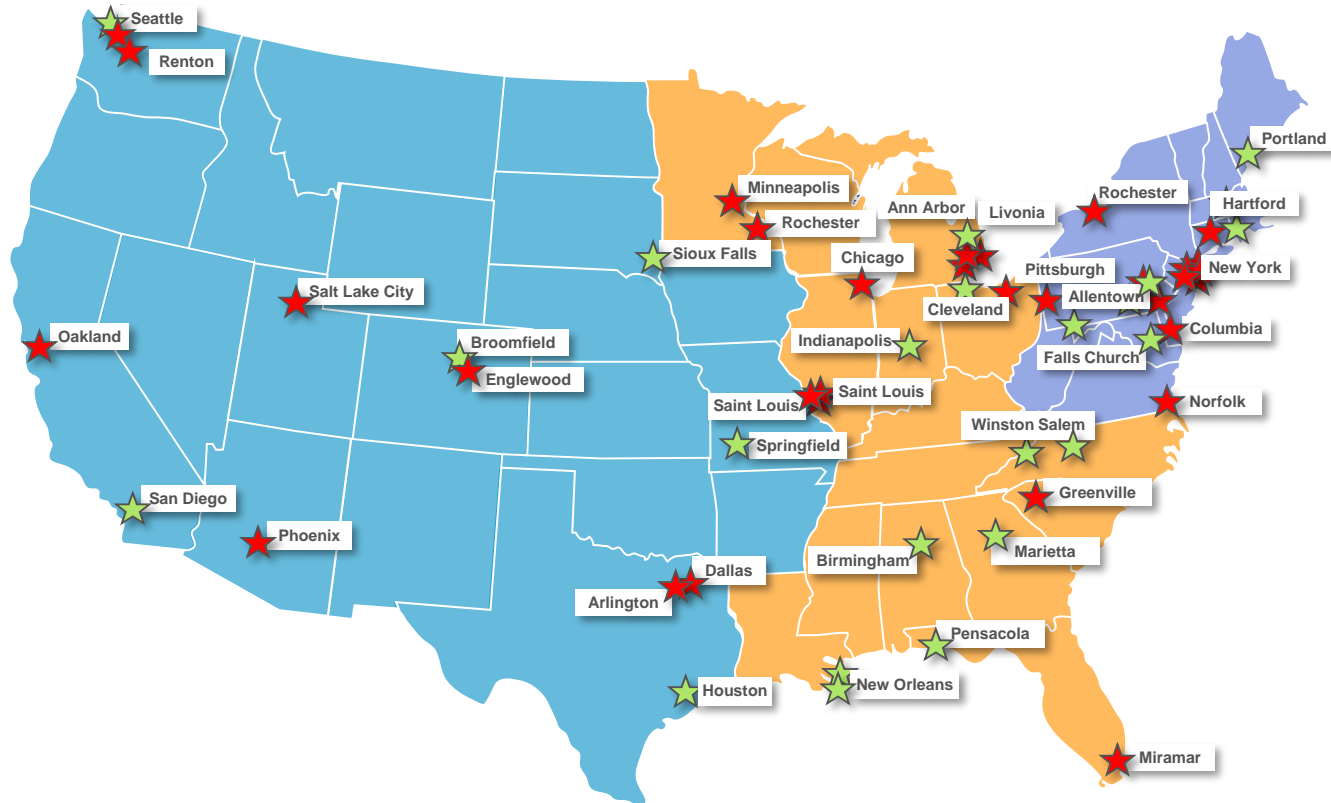 Seattle
Renton
Portland
Minneapolis
Rochester
Ann Arbor
Livonia
Rochester
Hartford
Sioux Falls
Chicago
Pittsburgh
New York
Salt Lake City
Cleveland
Allentown
Columbia
Oakland
Broomfield
Indianapolis
Falls Church
Englewood
Saint Louis
Saint Louis
Norfolk
Springfield
Winston Salem
San Diego
Greenville
Phoenix
Birmingham
Marietta
Dallas
Arlington
Pensacola
Houston
New Orleans
Miramar